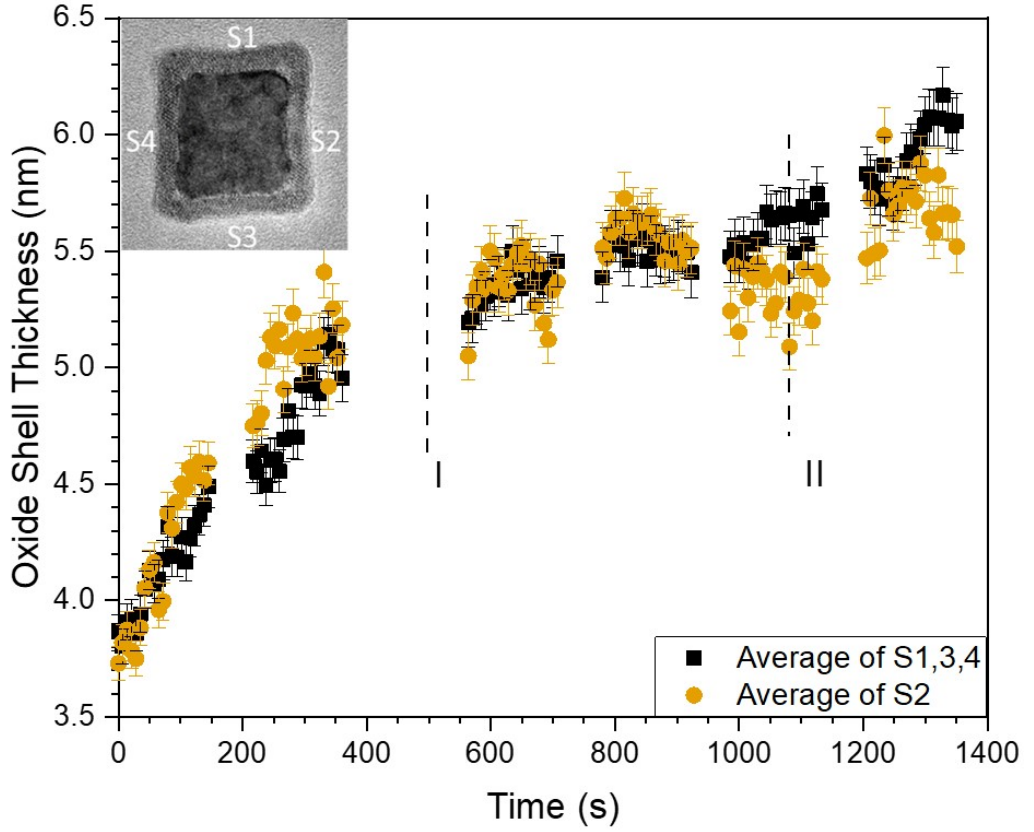 6.5
6.0
5.5
5.0
4.5
4.0
3.5
Oxide Shell Thickness (nm)
S1
S4
S2
S3
I
II
Average of S1,3,4
Average of S2
0 200 400 600 800 1000 1200 1400
Time (s)